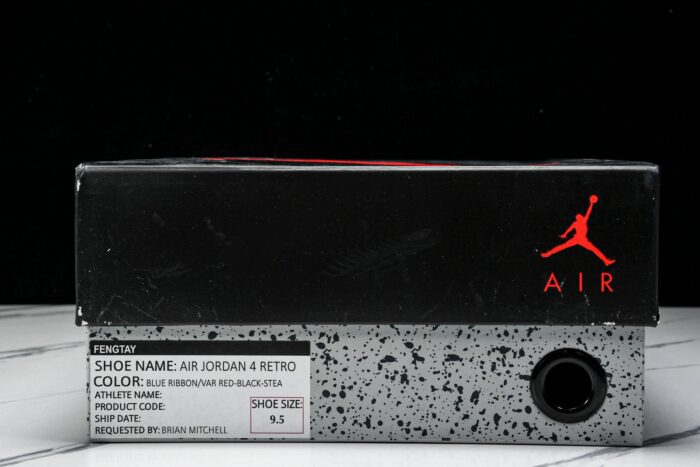 AIR
FENGTAY
SHOE NAME: AIR JORDAN 4 RETRO
COLOR: BLUE RIBBON/VAR RED-BLACK-STEA
ATHLETE NAME:
PRODUCT CODE:
SHIP DATE:
REQUESTED BY: BRIAN MITCHELL
SHOE SIZE:
9.5